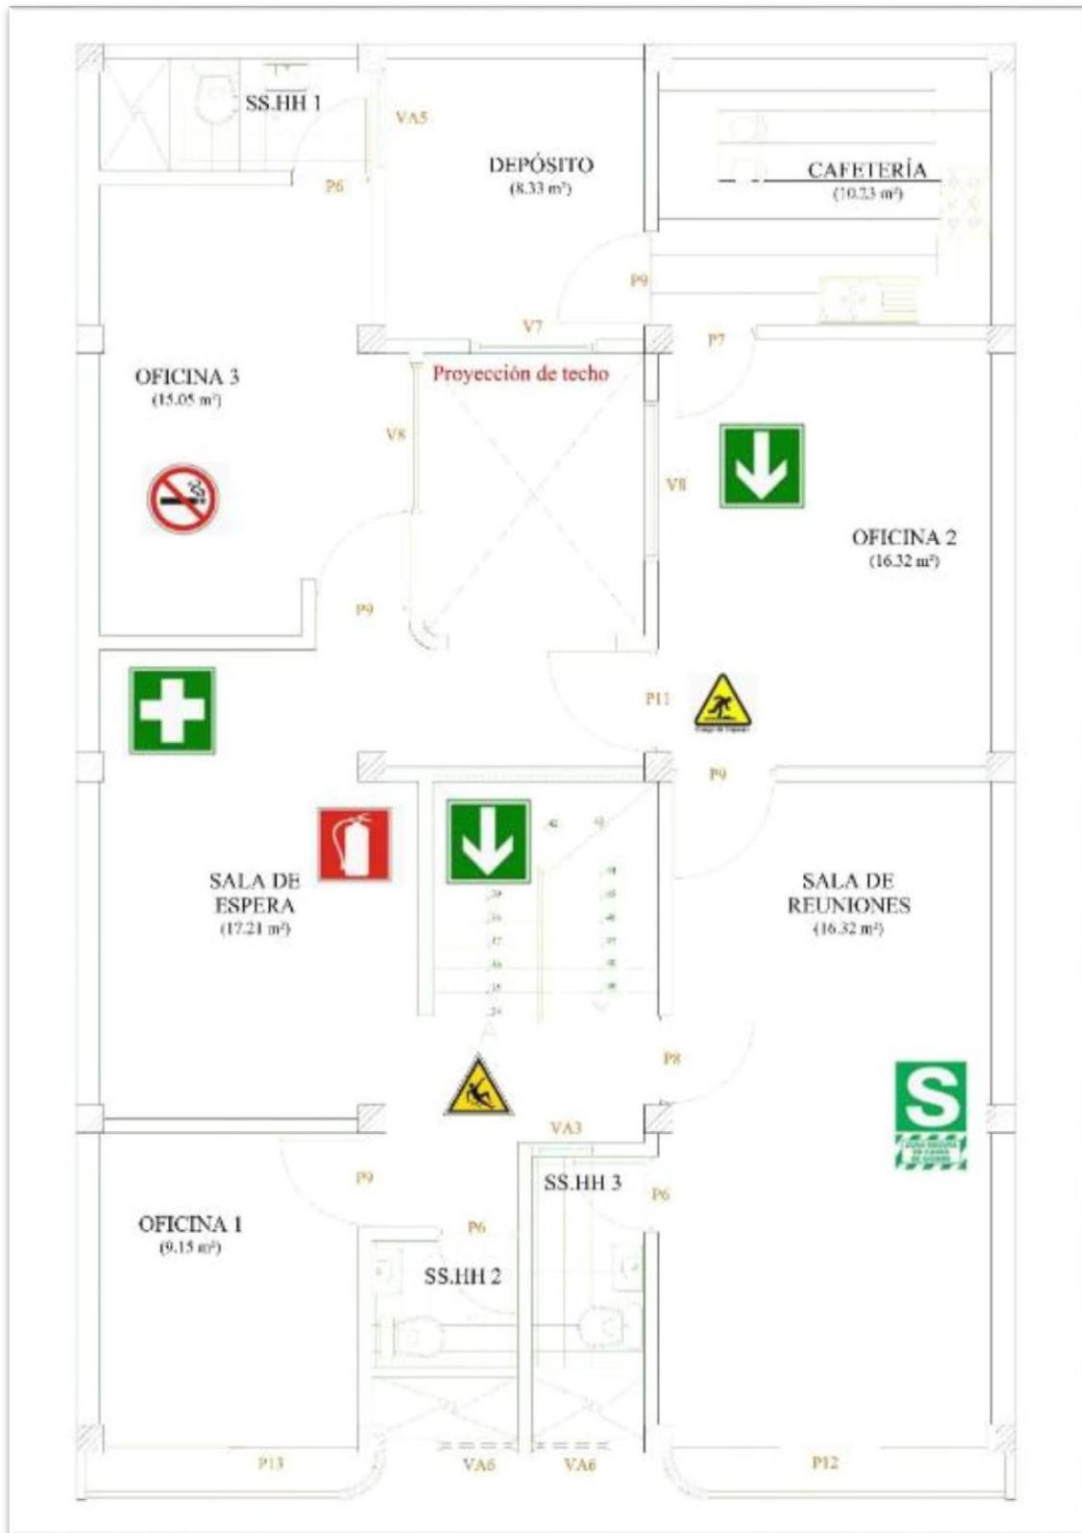 SS.HH 1
VA5
DEPÓSITO
(8.33 m²)
CAFETERÍA
(10.23 m²)
P6
P9
V7
P7
Proyección de techo
OFICINA 3
(15.05 m²)
V8
V8
OFICINA 2
(16.32 m²)
P9
P11
P9
SALA DE
ESPERA
(17.21 m²)
SALA DE
REUNIONES
(16.32 m²)
P8
S
VA3
P9
SS.HH 3
P6
OFICINA 1
(9.15 m²)
P6
SS.HH 2
P13
VA6
VA6
P12